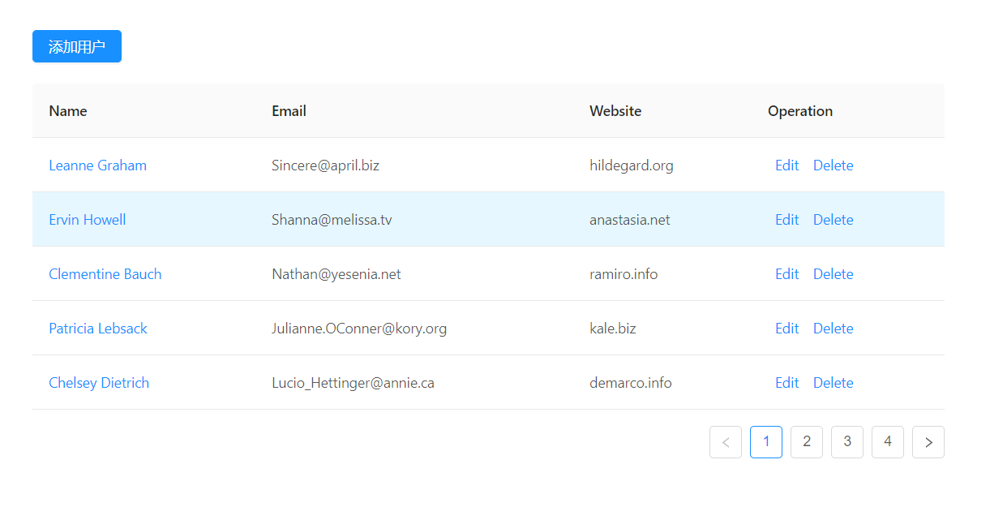 添加用户
Name Email Website Operation
Leanne Graham Sincere@april.biz hildegard.org Edit Delete
Ervin Howell Shanna@melissa.tv anastasia.net Edit Delete
Clementine Bauch Nathan@yesenia.net ramiro.info Edit Delete
Patricia Lebsack Julianne.OConner@kory.org kale.biz Edit Delete
Chelsey Dietrich Lucio_Hettinger@annie.ca demarco.info Edit Delete
< 1 2 3 4 >